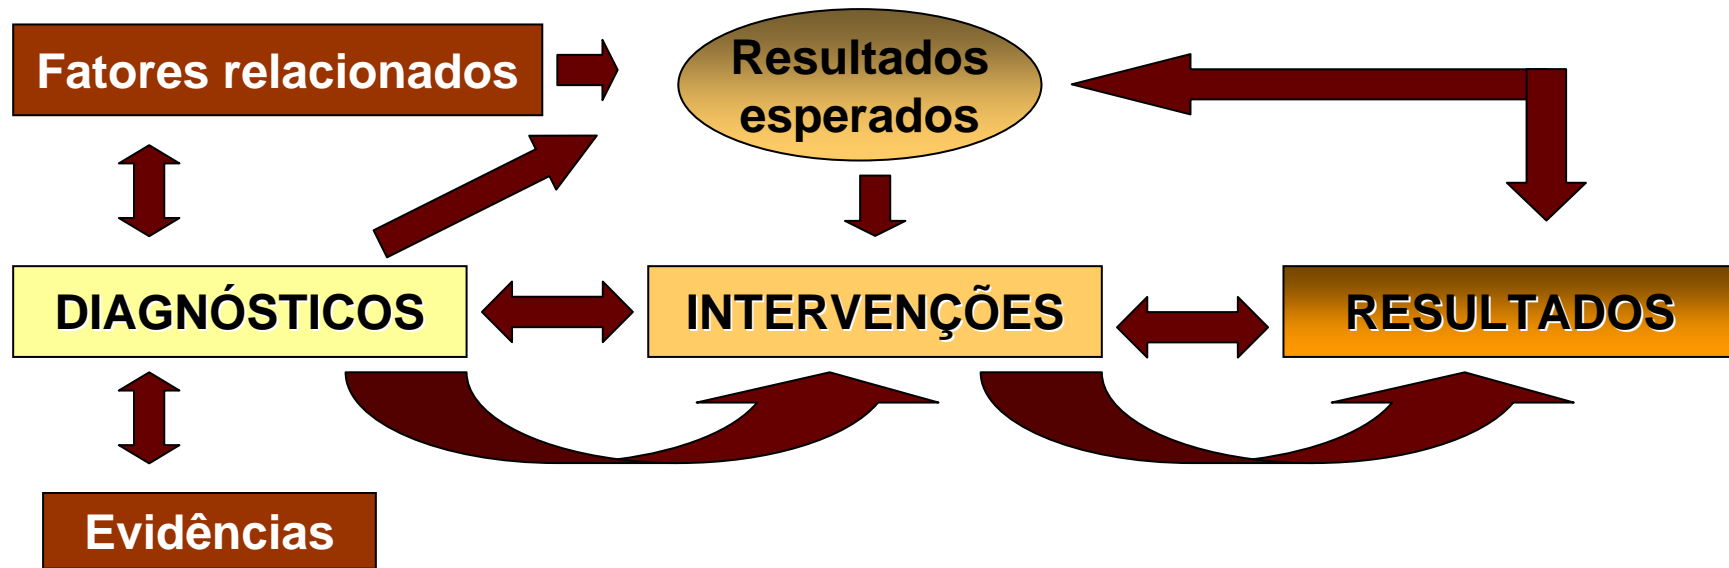 Fatores relacionados
Resultados
esperados
DIAGNÓSTICOS
INTERVENÇÕES
RESULTADOS
Evidências